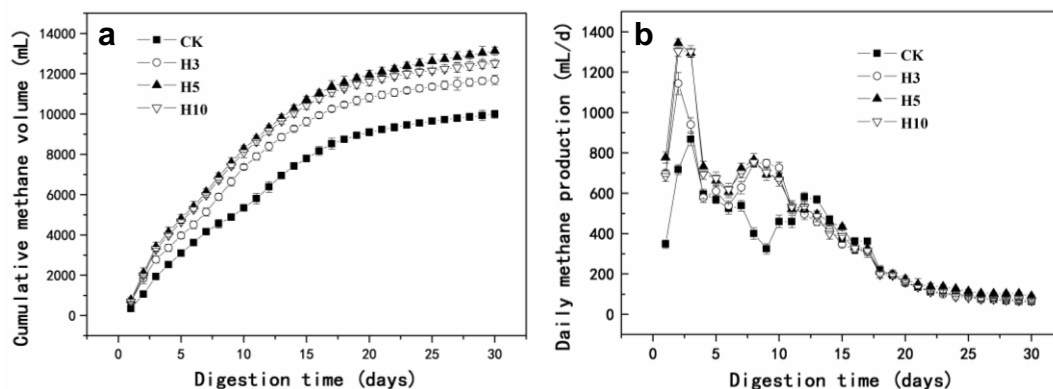 a
CK
H3
H5
H10
Cumulative methane volume (mL)
14000
12000
10000
8000
6000
4000
2000
0
0 5 10 15 20 25 30
Digestion time (days)
b
CK
H3
H5
H10
Daily methane production (mL/d)
1400
1200
1000
800
600
400
200
0
0 5 10 15 20 25 30
Digestion time (days)